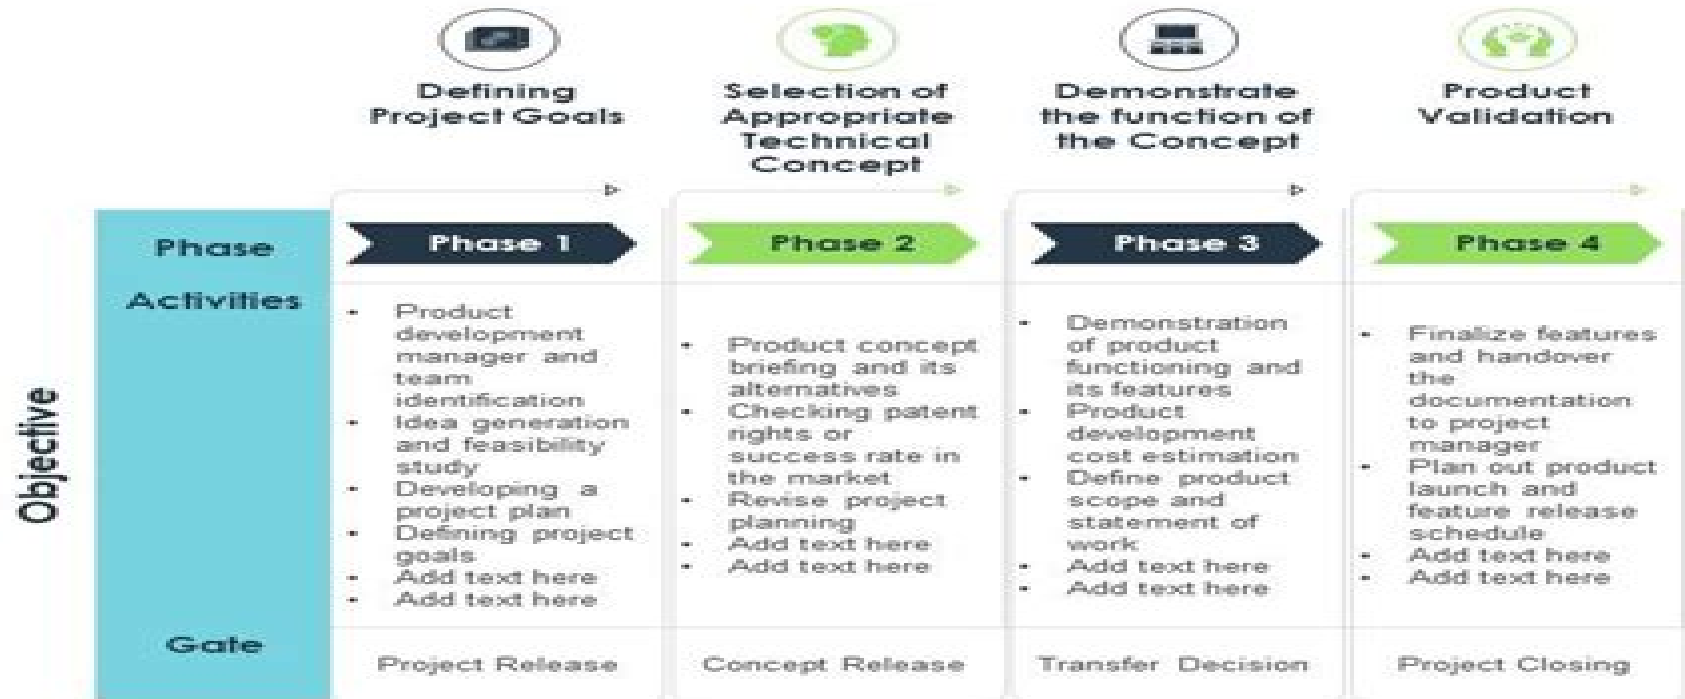 Defining
Project Goals
Selection of
Appropriate
Technical
Concept
Demonstrate
the function of
the Concept
Product
Validation
Objective
Phase
Phase 1
Phase 2
Phase 3
Phase 4
Activities
• Product
development
manager and
team
identification
• Idea generation
and feasibility
study
• Developing a
project plan
• Defining project
goals
• Add text here
• Add text here
• Product concept
briefing and its
alternatives
• Checking patent
rights or
success rate in
the market
• Revise project
planning
• Add text here
• Add text here
• Demonstration
of product
functioning and
its features
• Product
development
cost estimation
• Define product
scope and
statement of
work
• Add text here
• Add text here
• Finalize features
and handover
the
documentation
to project
manager
• Plan out product
launch and
feature release
schedule
• Add text here
• Add text here
Gate
Project Release
Concept Release
Transfer Decision
Project Closing